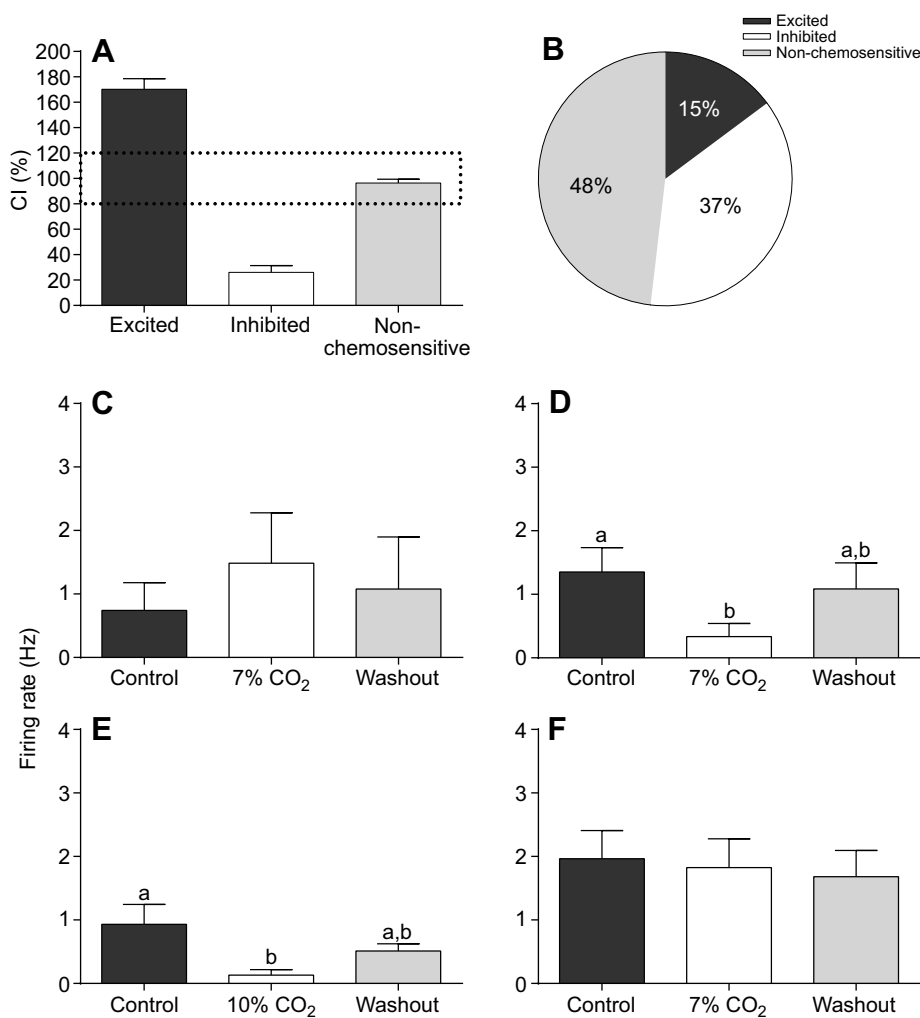 Excited
Inhibited
Non-chemosensitive
A
CI (%)
200
180
160
140
120
100
80
60
40
20
0
Excited
Inhibited
Non-
chemosensitive
B
15%
37%
48%
Firing rate (Hz)
C
4
3
2
1
0
Control
7% CO₂
Washout
D
4
3
2
1
0
a
b
a,b
Control
7% CO₂
Washout
E
4
3
2
1
0
a
b
a,b
Control
10% CO₂
Washout
F
4
3
2
1
0
Control
7% CO₂
Washout